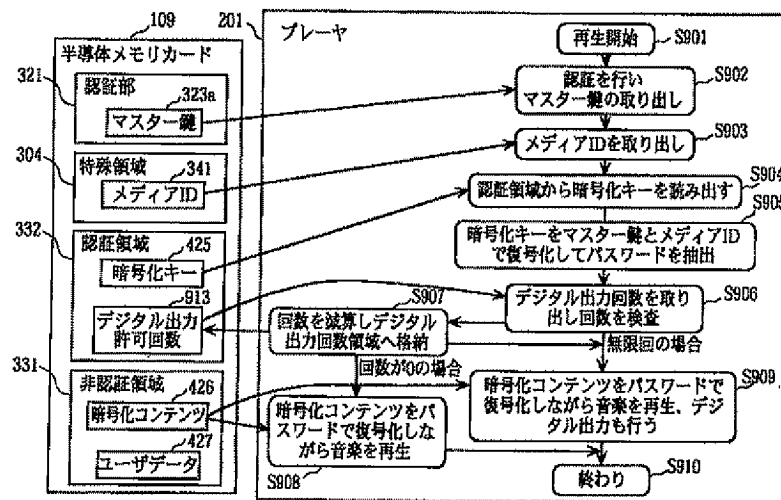 109
半導体メモリカード
321
認証部
323a
マスター鍵
304
特殊領域
341
メディアID
332
認証領域
425
暗号化キー
913
デジタル出力
許可回数
331
非認証領域
426
暗号化コンテンツ
427
ユーザデータ
201
プレーヤ
再生開始
S901
認証を行い
マスター鍵の取り出し
S902
メディアIDを取り出し
S903
認証領域から暗号化キーを読み出す
S904
暗号化キーをマスター鍵とメディアID
で復号化してパスワードを抽出
S905
デジタル出力回数を取り
出し回数を検査
S906
S907
回数を減算しデジタル
出力回数領域へ格納
無限回の場合
回数が0の場合
暗号化コンテンツをパ
スワードで復号化しな
がら音楽を再生
S908
暗号化コンテンツをパスワードで
復号化しながら音楽を再生、デジ
タル出力も行う
S909
終わり
S910